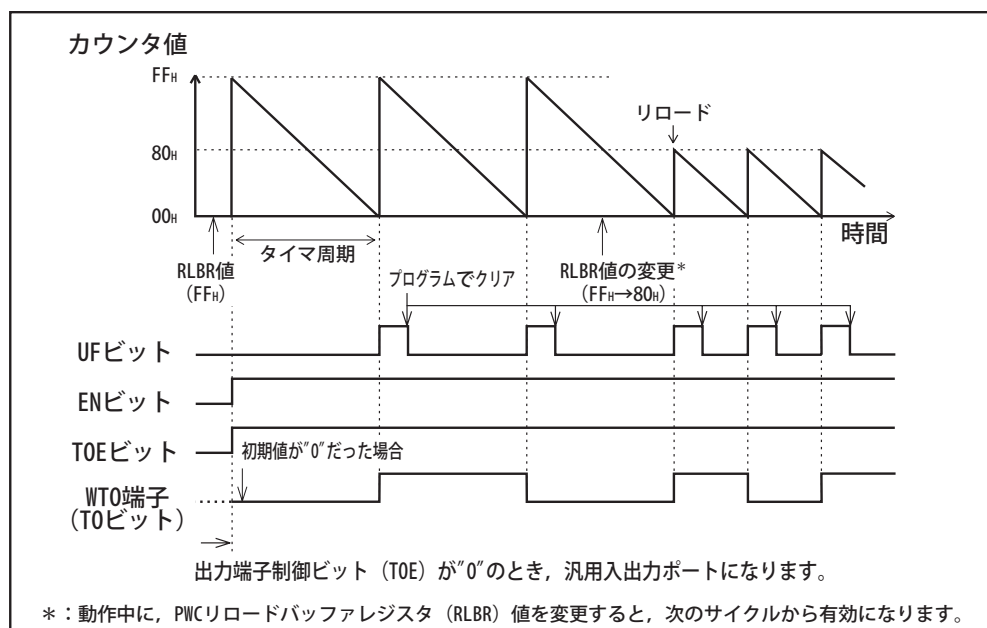 カウンタ値
FFH
リロード
80H
00H
時間
タイマ周期
RLBR値
(FFH)
プログラムでクリア
RLBR値の変更*
(FFH→80H)
UFビット
ENビット
TOEビット
初期値が"0"だった場合
WTO端子
(TOビット)
出力端子制御ビット(TOE)が"0"のとき,汎用入出力ポートになります。
*:動作中に,PWCリロードバッファレジスタ(RLBR)値を変更すると,次のサイクルから有効になります。